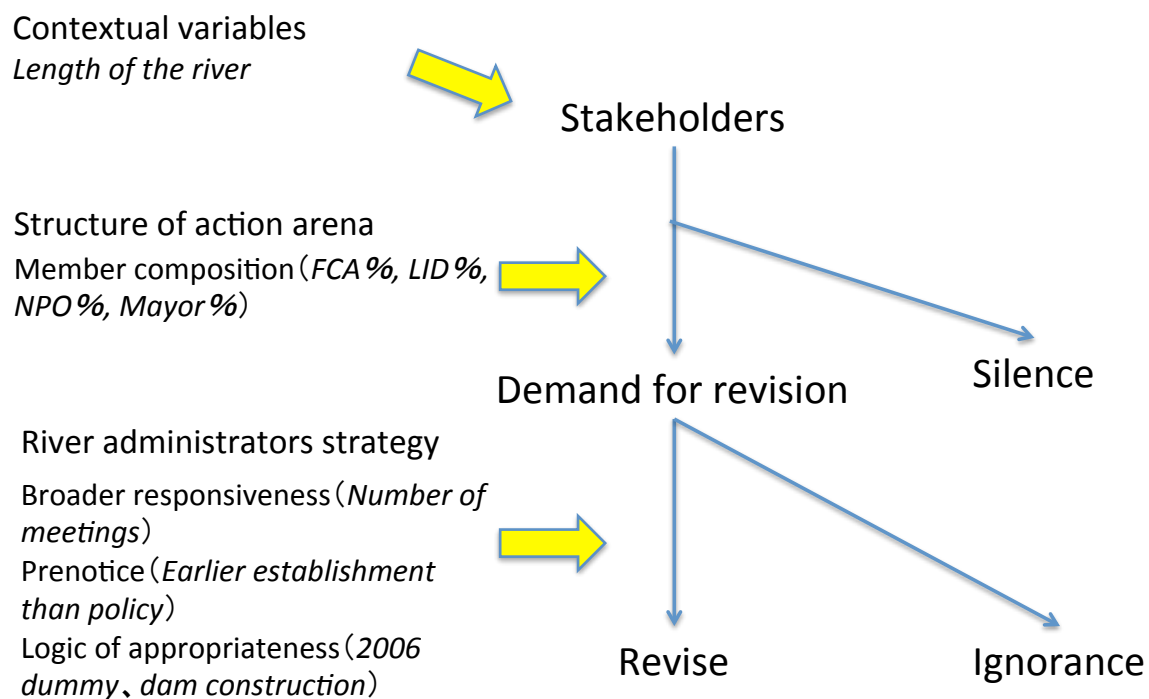 Contextual variables
Length of the river
Stakeholders
Structure of action arena
Member composition（FCA％, LID％,
NPO％, Mayor％）
Silence
Demand for revision
River administrators strategy
Broader responsiveness（Number of
meetings）
Prenotice（Earlier establishment
than policy）
Logic of appropriateness（2006
dummy、dam construction）
Revise
Ignorance